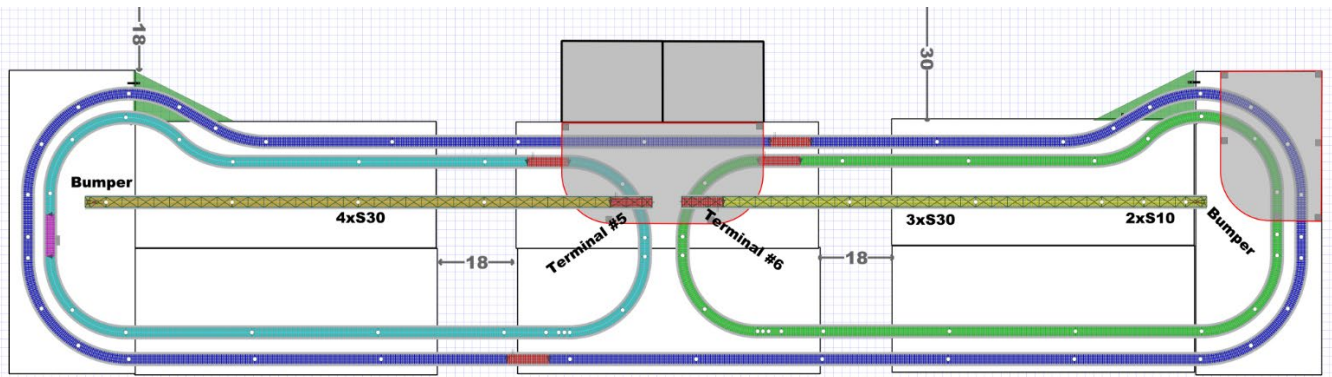 18
30
Bumper
4xS30
Terminal #5
Terminal #6
3xS30
2xS10
Bumper
18
18